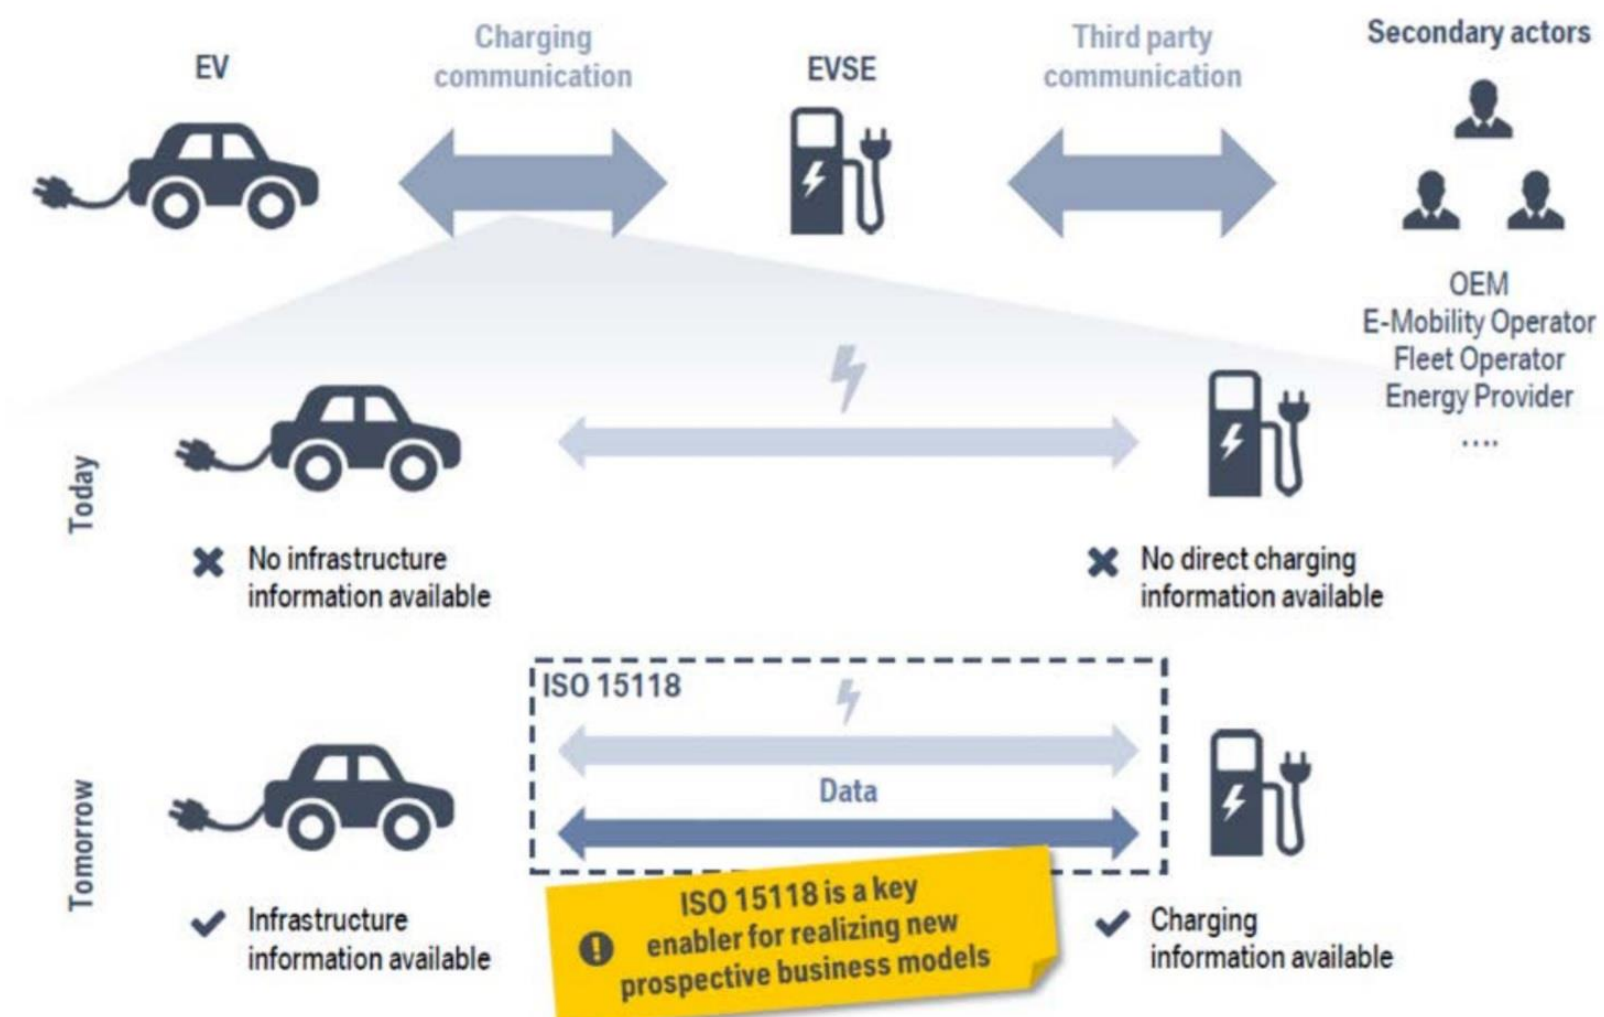 EV
Charging
communication
EVSE
Third party
communication
Secondary actors
OEM
E-Mobility Operator
Fleet Operator
Energy Provider
....
Today
No infrastructure
information available
No direct charging
information available
Tomorrow
ISO 15118
Data
Infrastructure
information available
ISO 15118 is a key
enabler for realizing new
prospective business models
Charging
information available